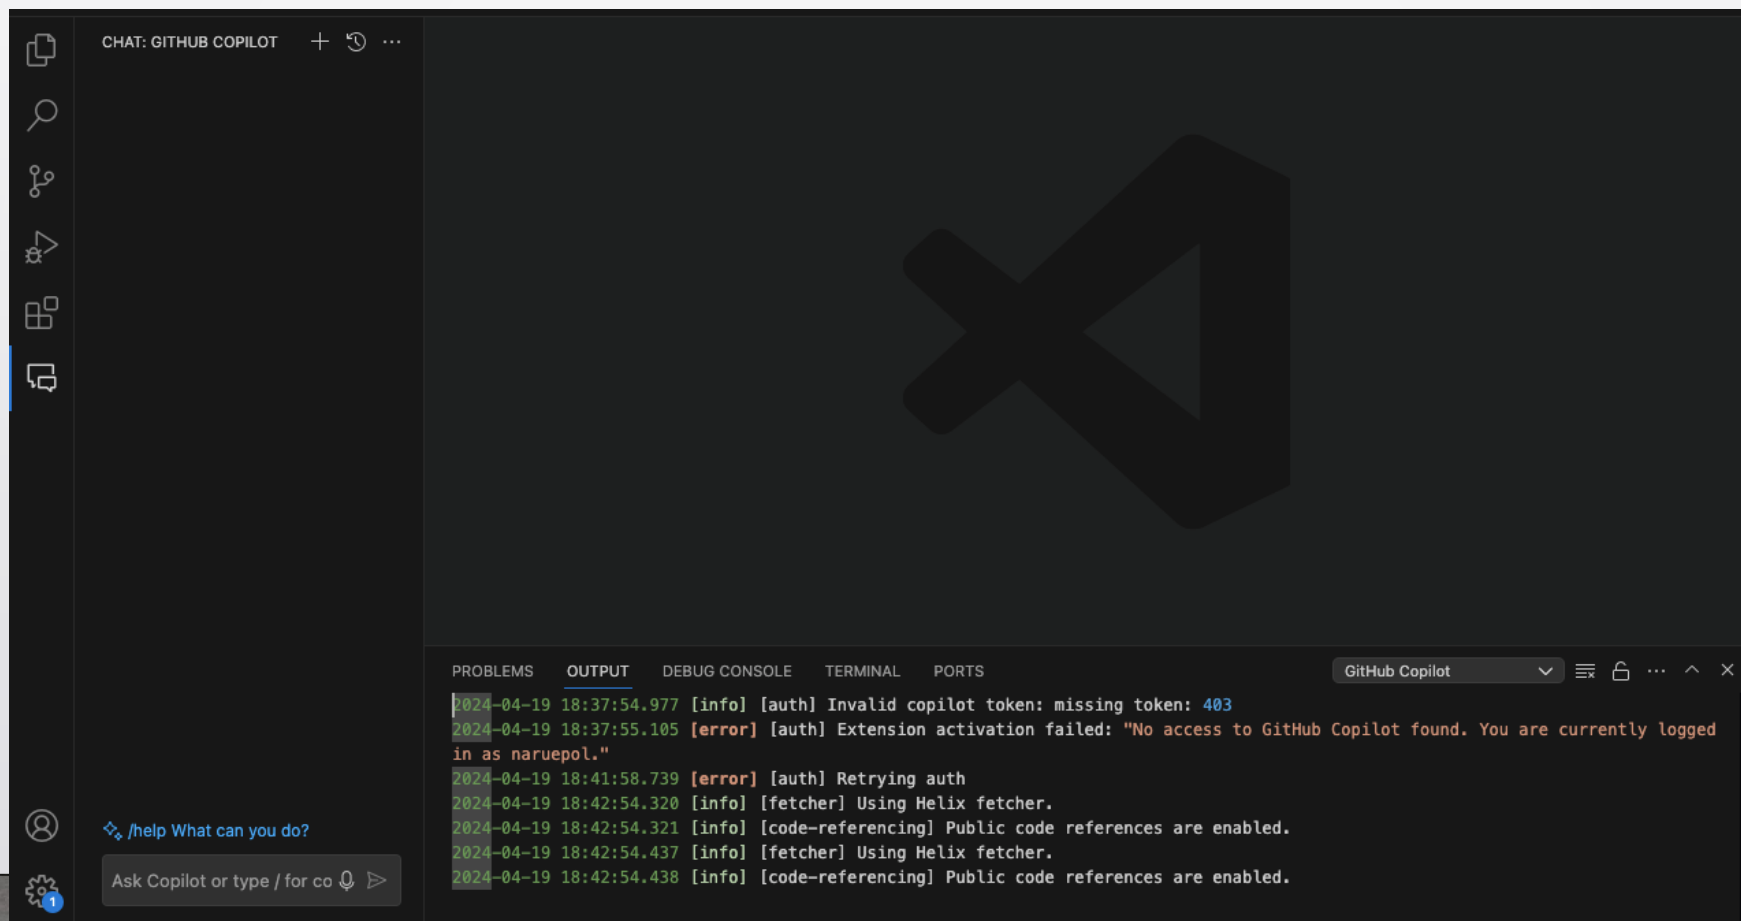 CHAT: GITHUB COPILOT
/help What can you do?
Ask Copilot or type / for co
1
PROBLEMS OUTPUT DEBUG CONSOLE TERMINAL PORTS GitHub Copilot
2024-04-19 18:37:54.977 [info] [auth] Invalid copilot token: missing token: 403
2024-04-19 18:37:55.105 [error] [auth] Extension activation failed: "No access to GitHub Copilot found. You are currently logged
in as naruepol."
2024-04-19 18:41:58.739 [error] [auth] Retrying auth
2024-04-19 18:42:54.320 [info] [fetcher] Using Helix fetcher.
2024-04-19 18:42:54.321 [info] [code-referencing] Public code references are enabled.
2024-04-19 18:42:54.437 [info] [fetcher] Using Helix fetcher.
2024-04-19 18:42:54.438 [info] [code-referencing] Public code references are enabled.